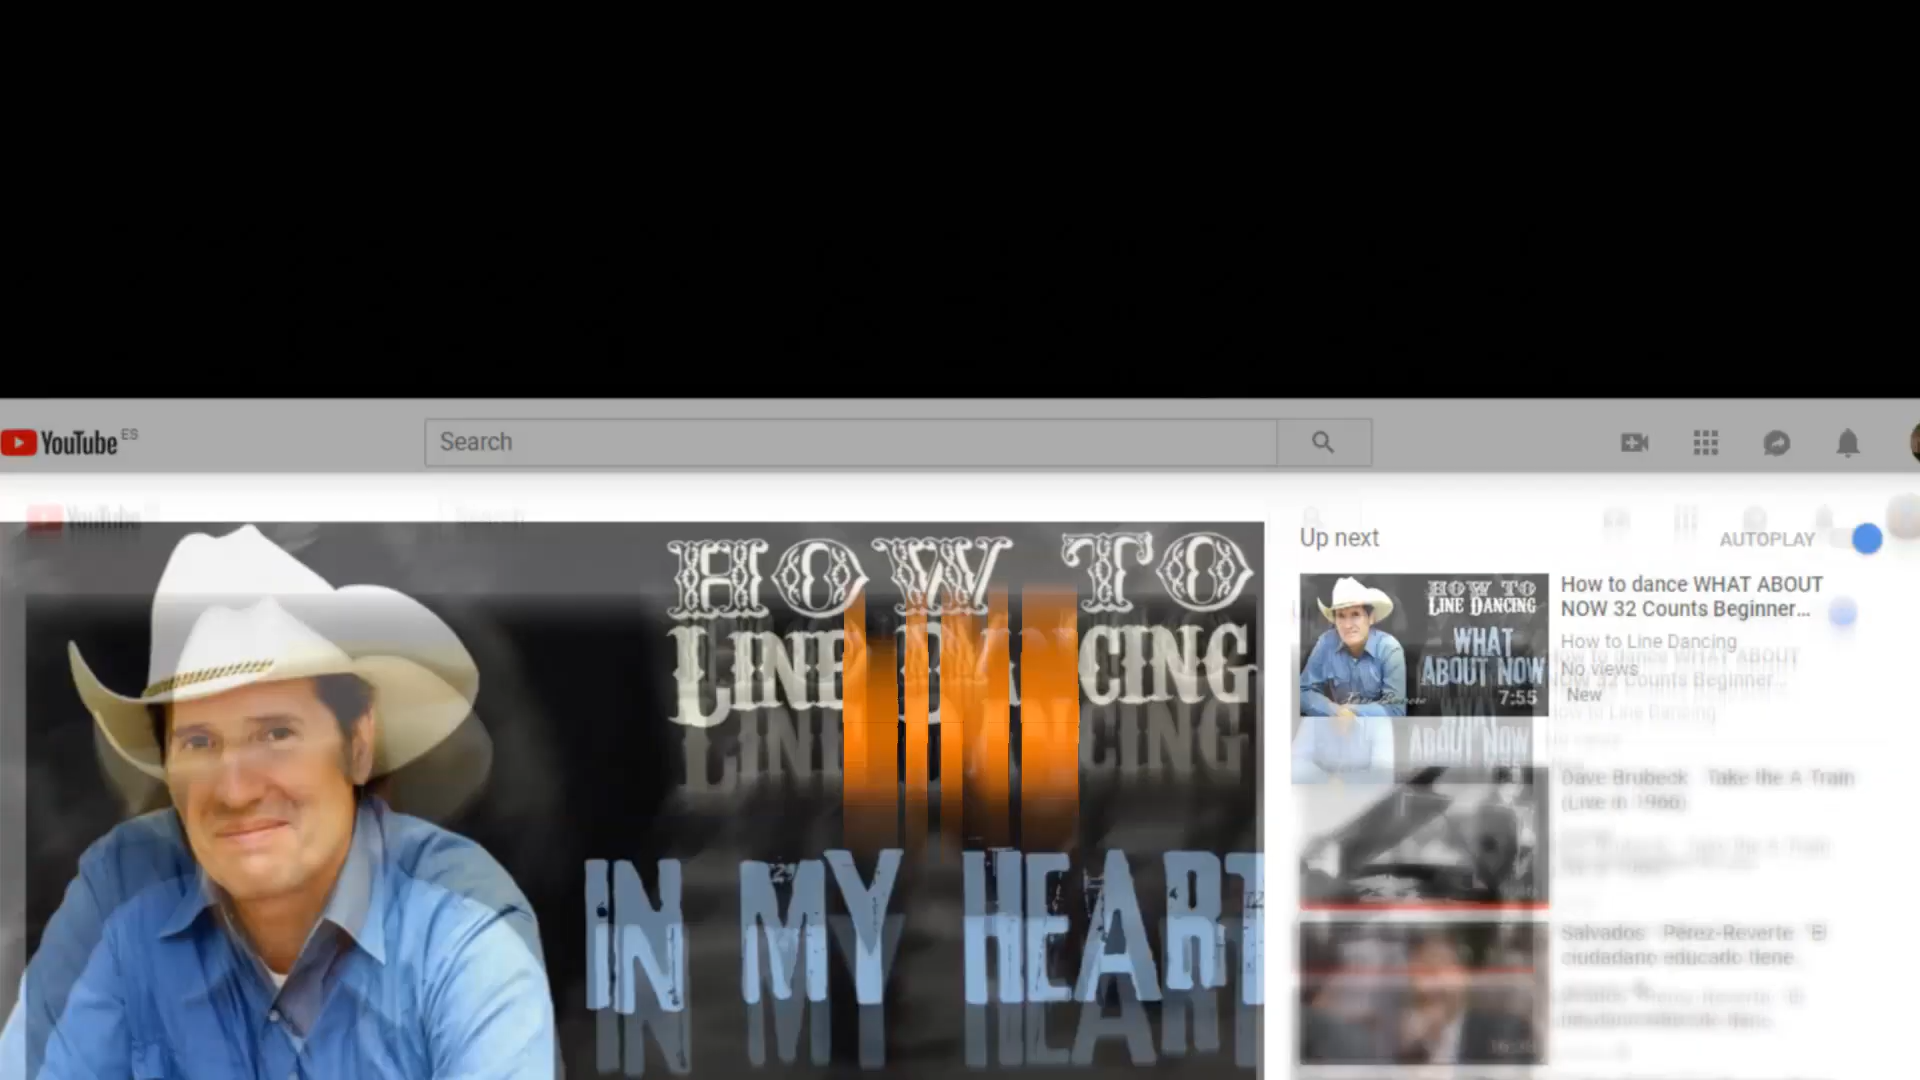 YouTube ES
Search
HOW TO
LINE DANCING
IN MY HEART
Up next
AUTOPLAY
HOW TO
LINE DANCING
WHAT
ABOUT NOW
7:55
How to dance WHAT ABOUT
NOW 32 Counts Beginner...
How to Line Dancing
No views
New
Dave Brubeck Take the A Train
(Live in 1966)
Salvados Pérez-Reverte "El
ciudadano educado tiene